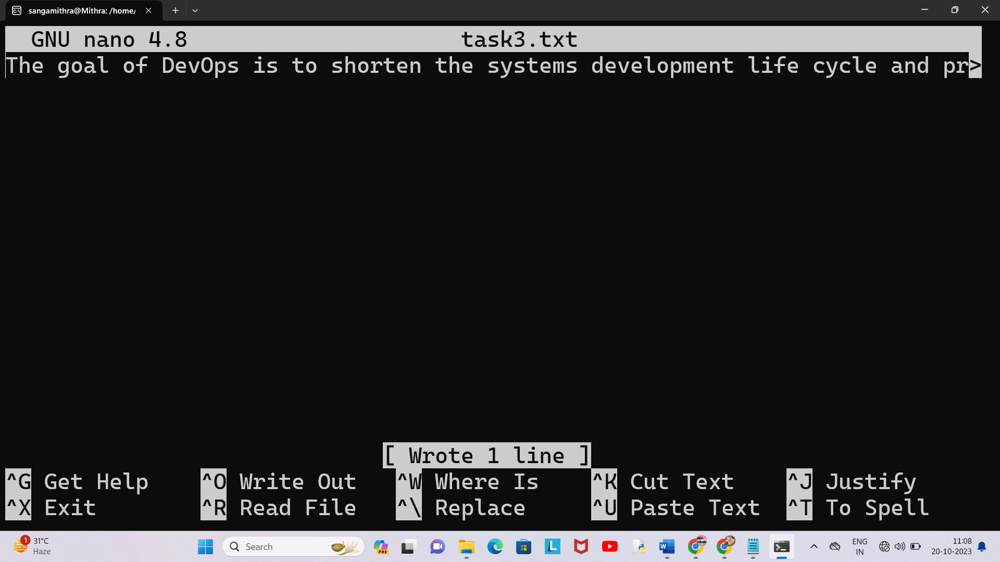 sangamithra@Mithra: /home/
GNU nano 4.8 task3.txt
The goal of DevOps is to shorten the systems development life cycle and pr>
[ Wrote 1 line ]
^G Get Help ^O Write Out ^W Where Is ^K Cut Text ^J Justify
^X Exit ^R Read File ^\ Replace ^U Paste Text ^T To Spell
1 31°C
Haze
Search
PRE
L
W
ENG
IN
11:08
20-10-2023